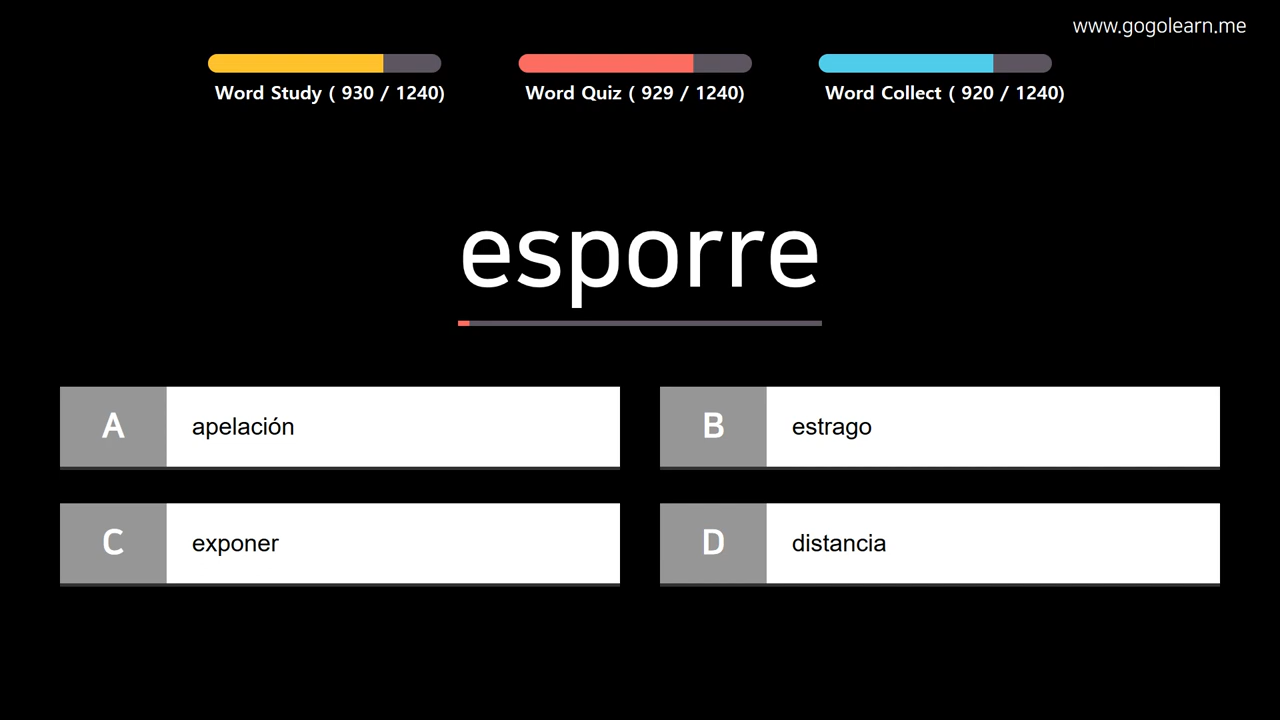 www.gogolearn.me
Word Study ( 930 / 1240)
Word Quiz ( 929 / 1240)
Word Collect ( 920 / 1240)
esporre
A
apelación
B
estrago
C
exponer
D
distancia